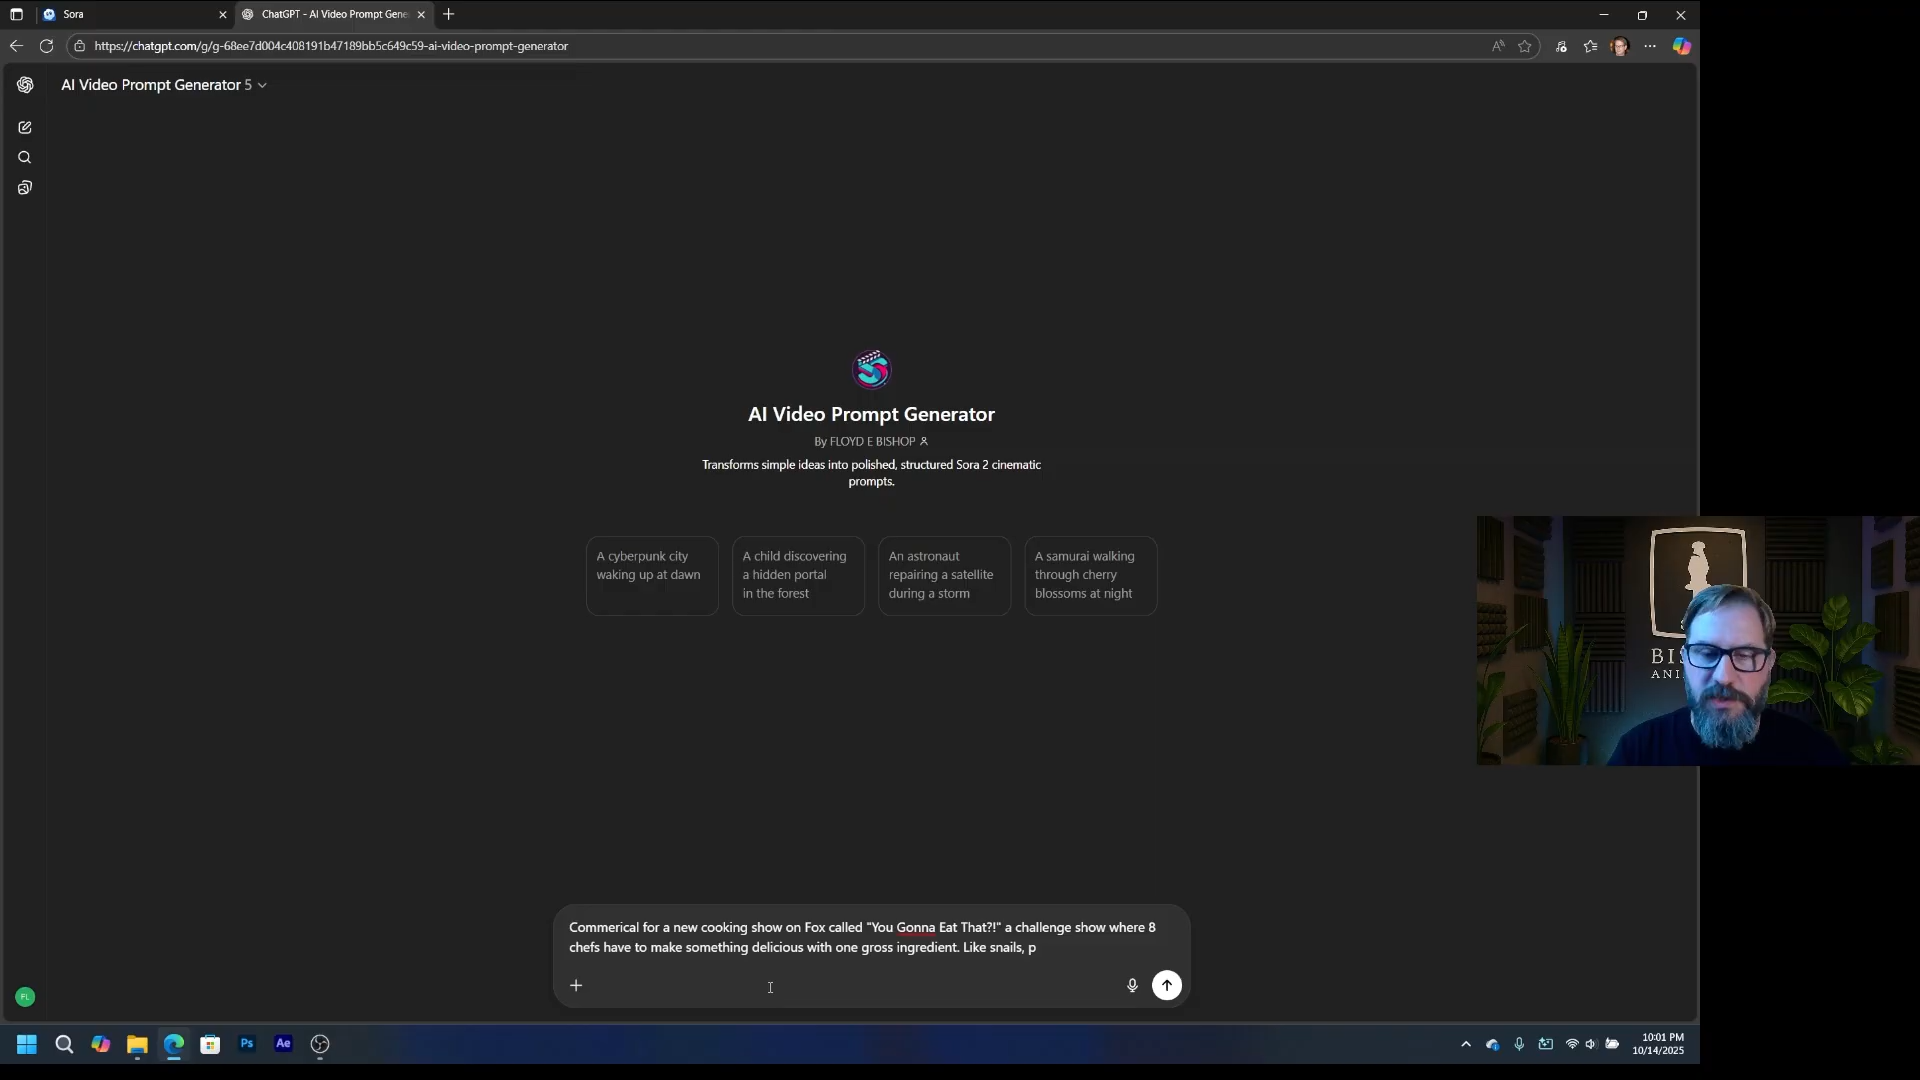 Sora
ChatGPT - AI Video Prompt Gene
https://chatgpt.com/g/g-68ee7d004c408191b47189bb5c649c59-ai-video-prompt-generator
AI Video Prompt Generator 5
AI Video Prompt Generator
By FLOYD E BISHOP
Transforms simple ideas into polished, structured Sora 2 cinematic
prompts.
A cyberpunk city
waking up at dawn
A child discovering
a hidden portal
in the forest
An astronaut
repairing a satellite
during a storm
A samurai walking
through cherry
blossoms at night
BIS
ANI
Commerical for a new cooking show on Fox called "You Gonna Eat That?!" a challenge show where 8
chefs have to make something delicious with one gross ingredient. Like snails, p
FL
Ps
Ae
10:01 PM
10/14/2025